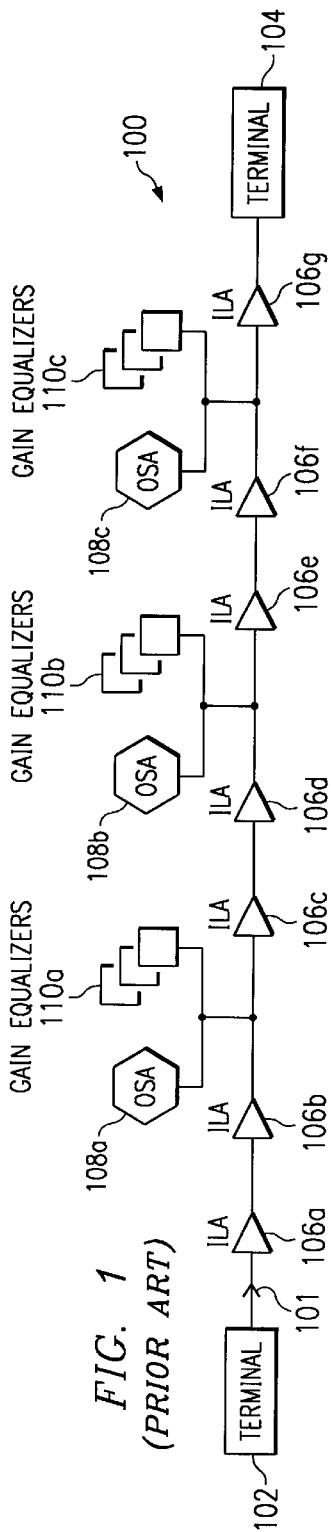 FIG. 1
(PRIOR ART)
100
GAIN EQUALIZERS
110a
GAIN EQUALIZERS
110b
GAIN EQUALIZERS
110c
OSA
108a
OSA
108b
OSA
108c
TERMINAL
102
101
ILA
106a
ILA
106b
ILA
106c
ILA
106d
ILA
106e
ILA
106f
ILA
106g
TERMINAL
104